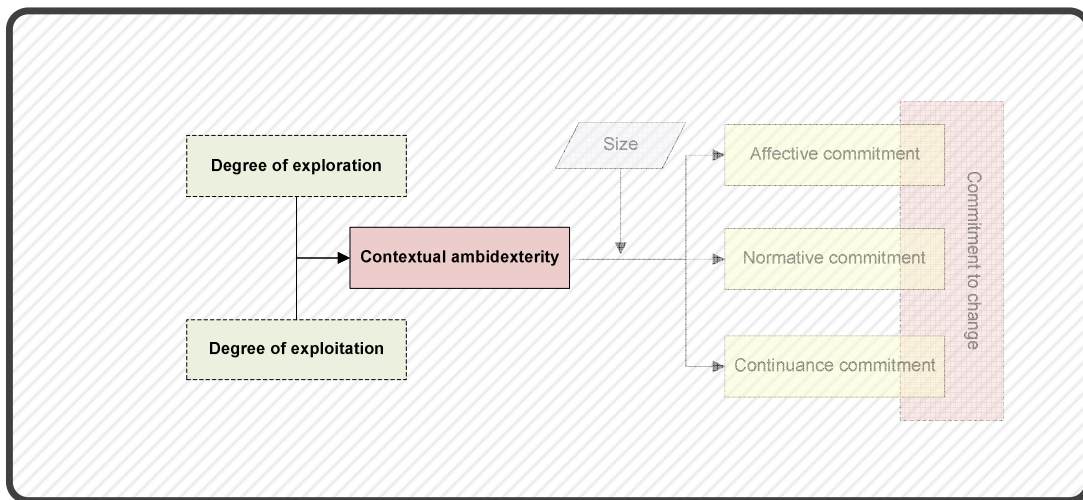 Degree of exploration
Size
Affective commitment
Contextual ambidexterity
Normative commitment
Commitment to change
Degree of exploitation
Continuance commitment